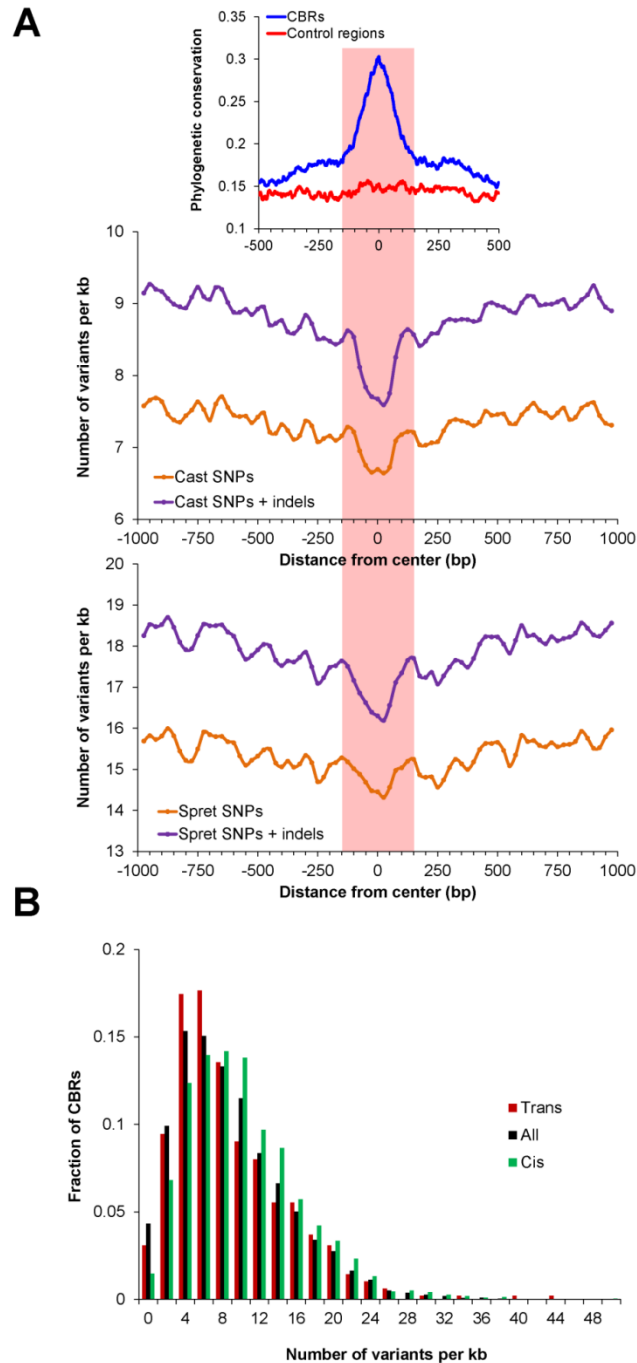 A
CBRs
Control regions
Phylogenetic conservation
0.35
0.3
0.25
0.2
0.15
0.1
-500 -250 0 250 500
Number of variants per kb
10
9
8
7
6
Cast SNPs
Cast SNPs + indels
-1000 -750 -500 -250 0 250 500 750 1000
Distance from center (bp)
Number of variants per kb
20
19
18
17
16
15
14
13
Spret SNPs
Spret SNPs + indels
-1000 -750 -500 -250 0 250 500 750 1000
Distance from center (bp)
B
Fraction of CBRs
0.2
0.15
0.1
0.05
0
Trans
All
Cis
0 4 6 8 12 16 20 24 28 32 36 40 44 48
Number of variants per kb